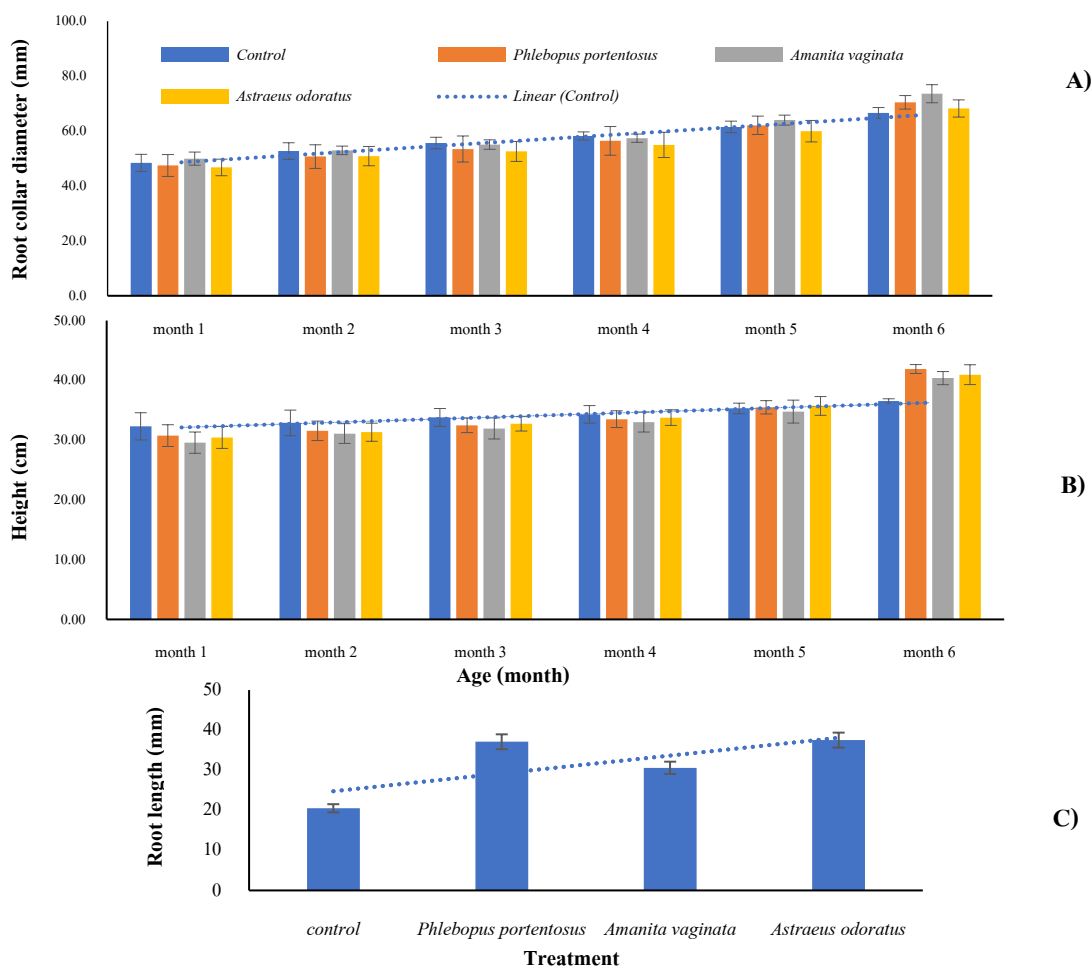 100.0
80.0
60.0
40.0
20.0
0.0
Root collar diameter (mm)
Control
Phlebopus portentosus
Amanita vaginata
Astraeus odoratus
Linear (Control)
A)
month 1 month 2 month 3 month 4 month 5 month 6
50.00
40.00
30.00
20.00
10.00
0.00
Height (cm)
B)
month 1 month 2 month 3 month 4 month 5 month 6
Age (month)
50
40
30
20
10
0
Root length (mm)
C)
control Phlebopus portentosus Amanita vaginata Astraeus odoratus
Treatment